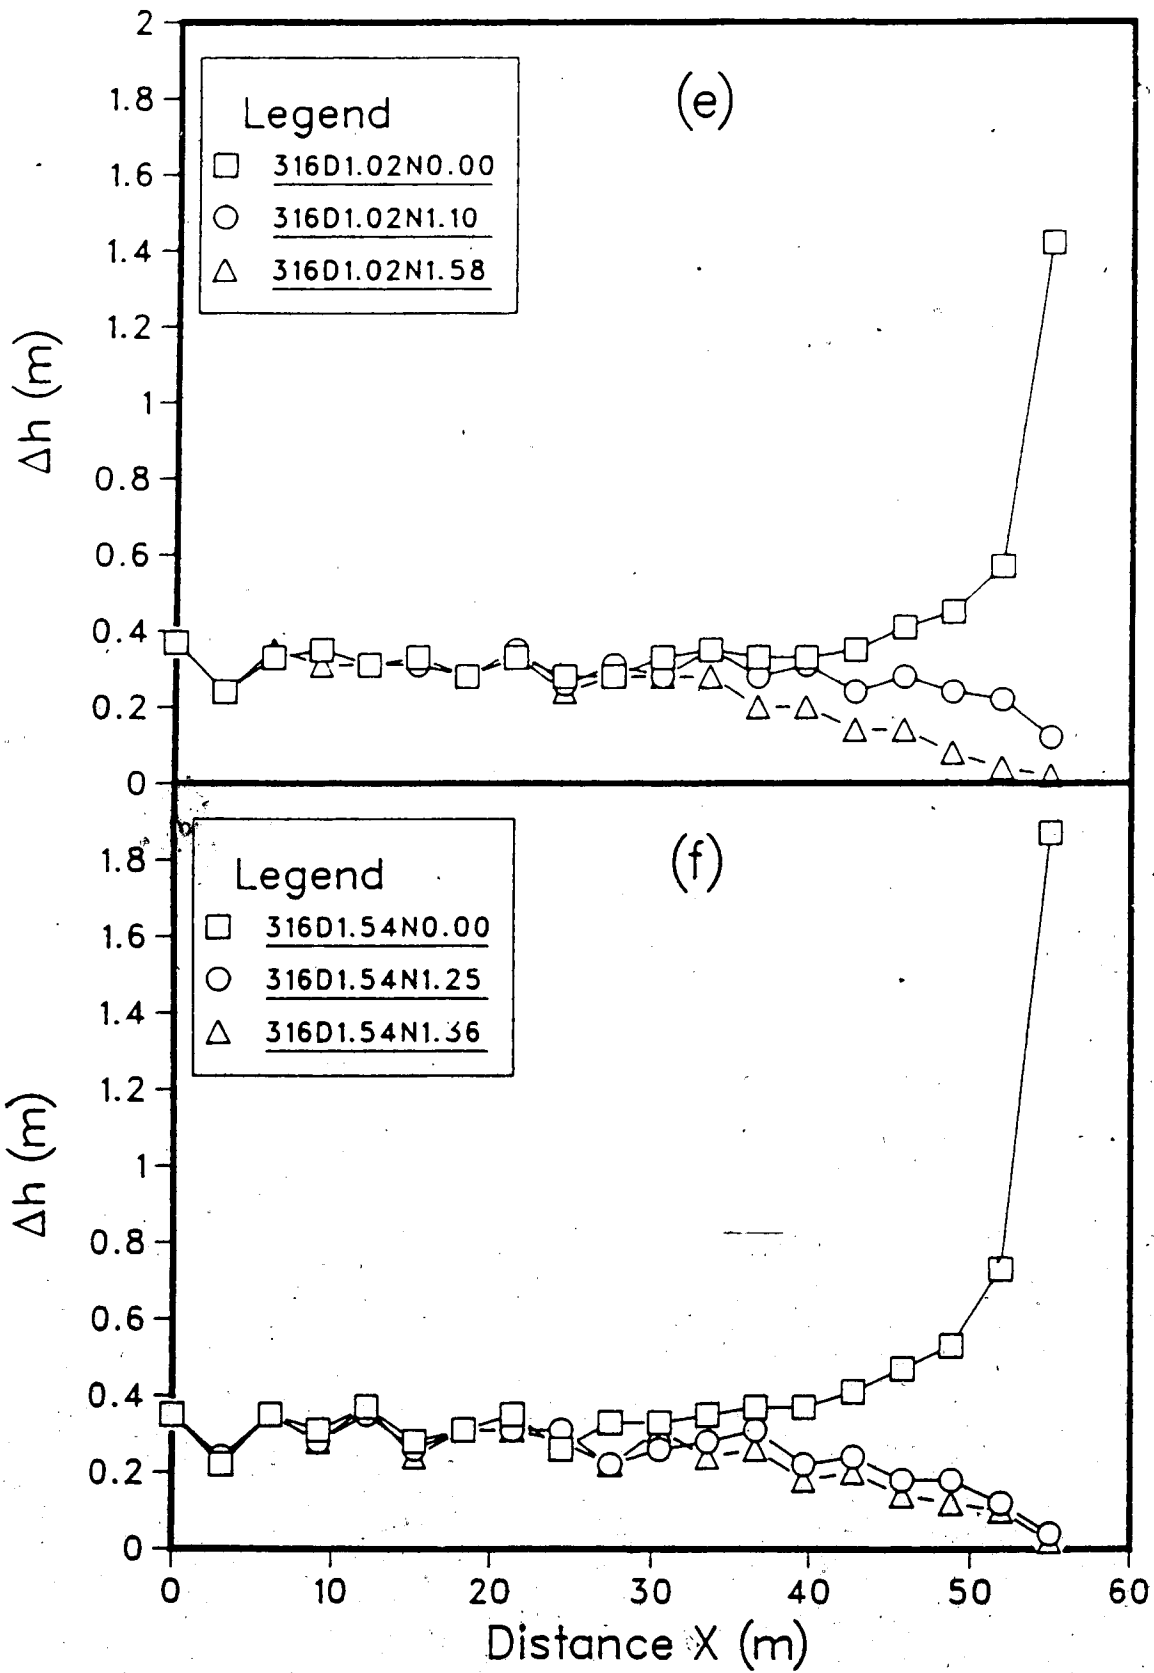 2
1.8
1.6
1.4
1.2
1
0.8
0.6
0.4
0.2
0
Δh (m)
(e)
Legend
316D1.02N0.00
316D1.02N1.10
316D1.02N1.58
1.8
1.6
1.4
1.2
1
0.8
0.6
0.4
0.2
0
Δh (m)
(f)
Legend
316D1.54N0.00
316D1.54N1.25
316D1.54N1.36
0 10 20 30 40 50 60
Distance X (m)